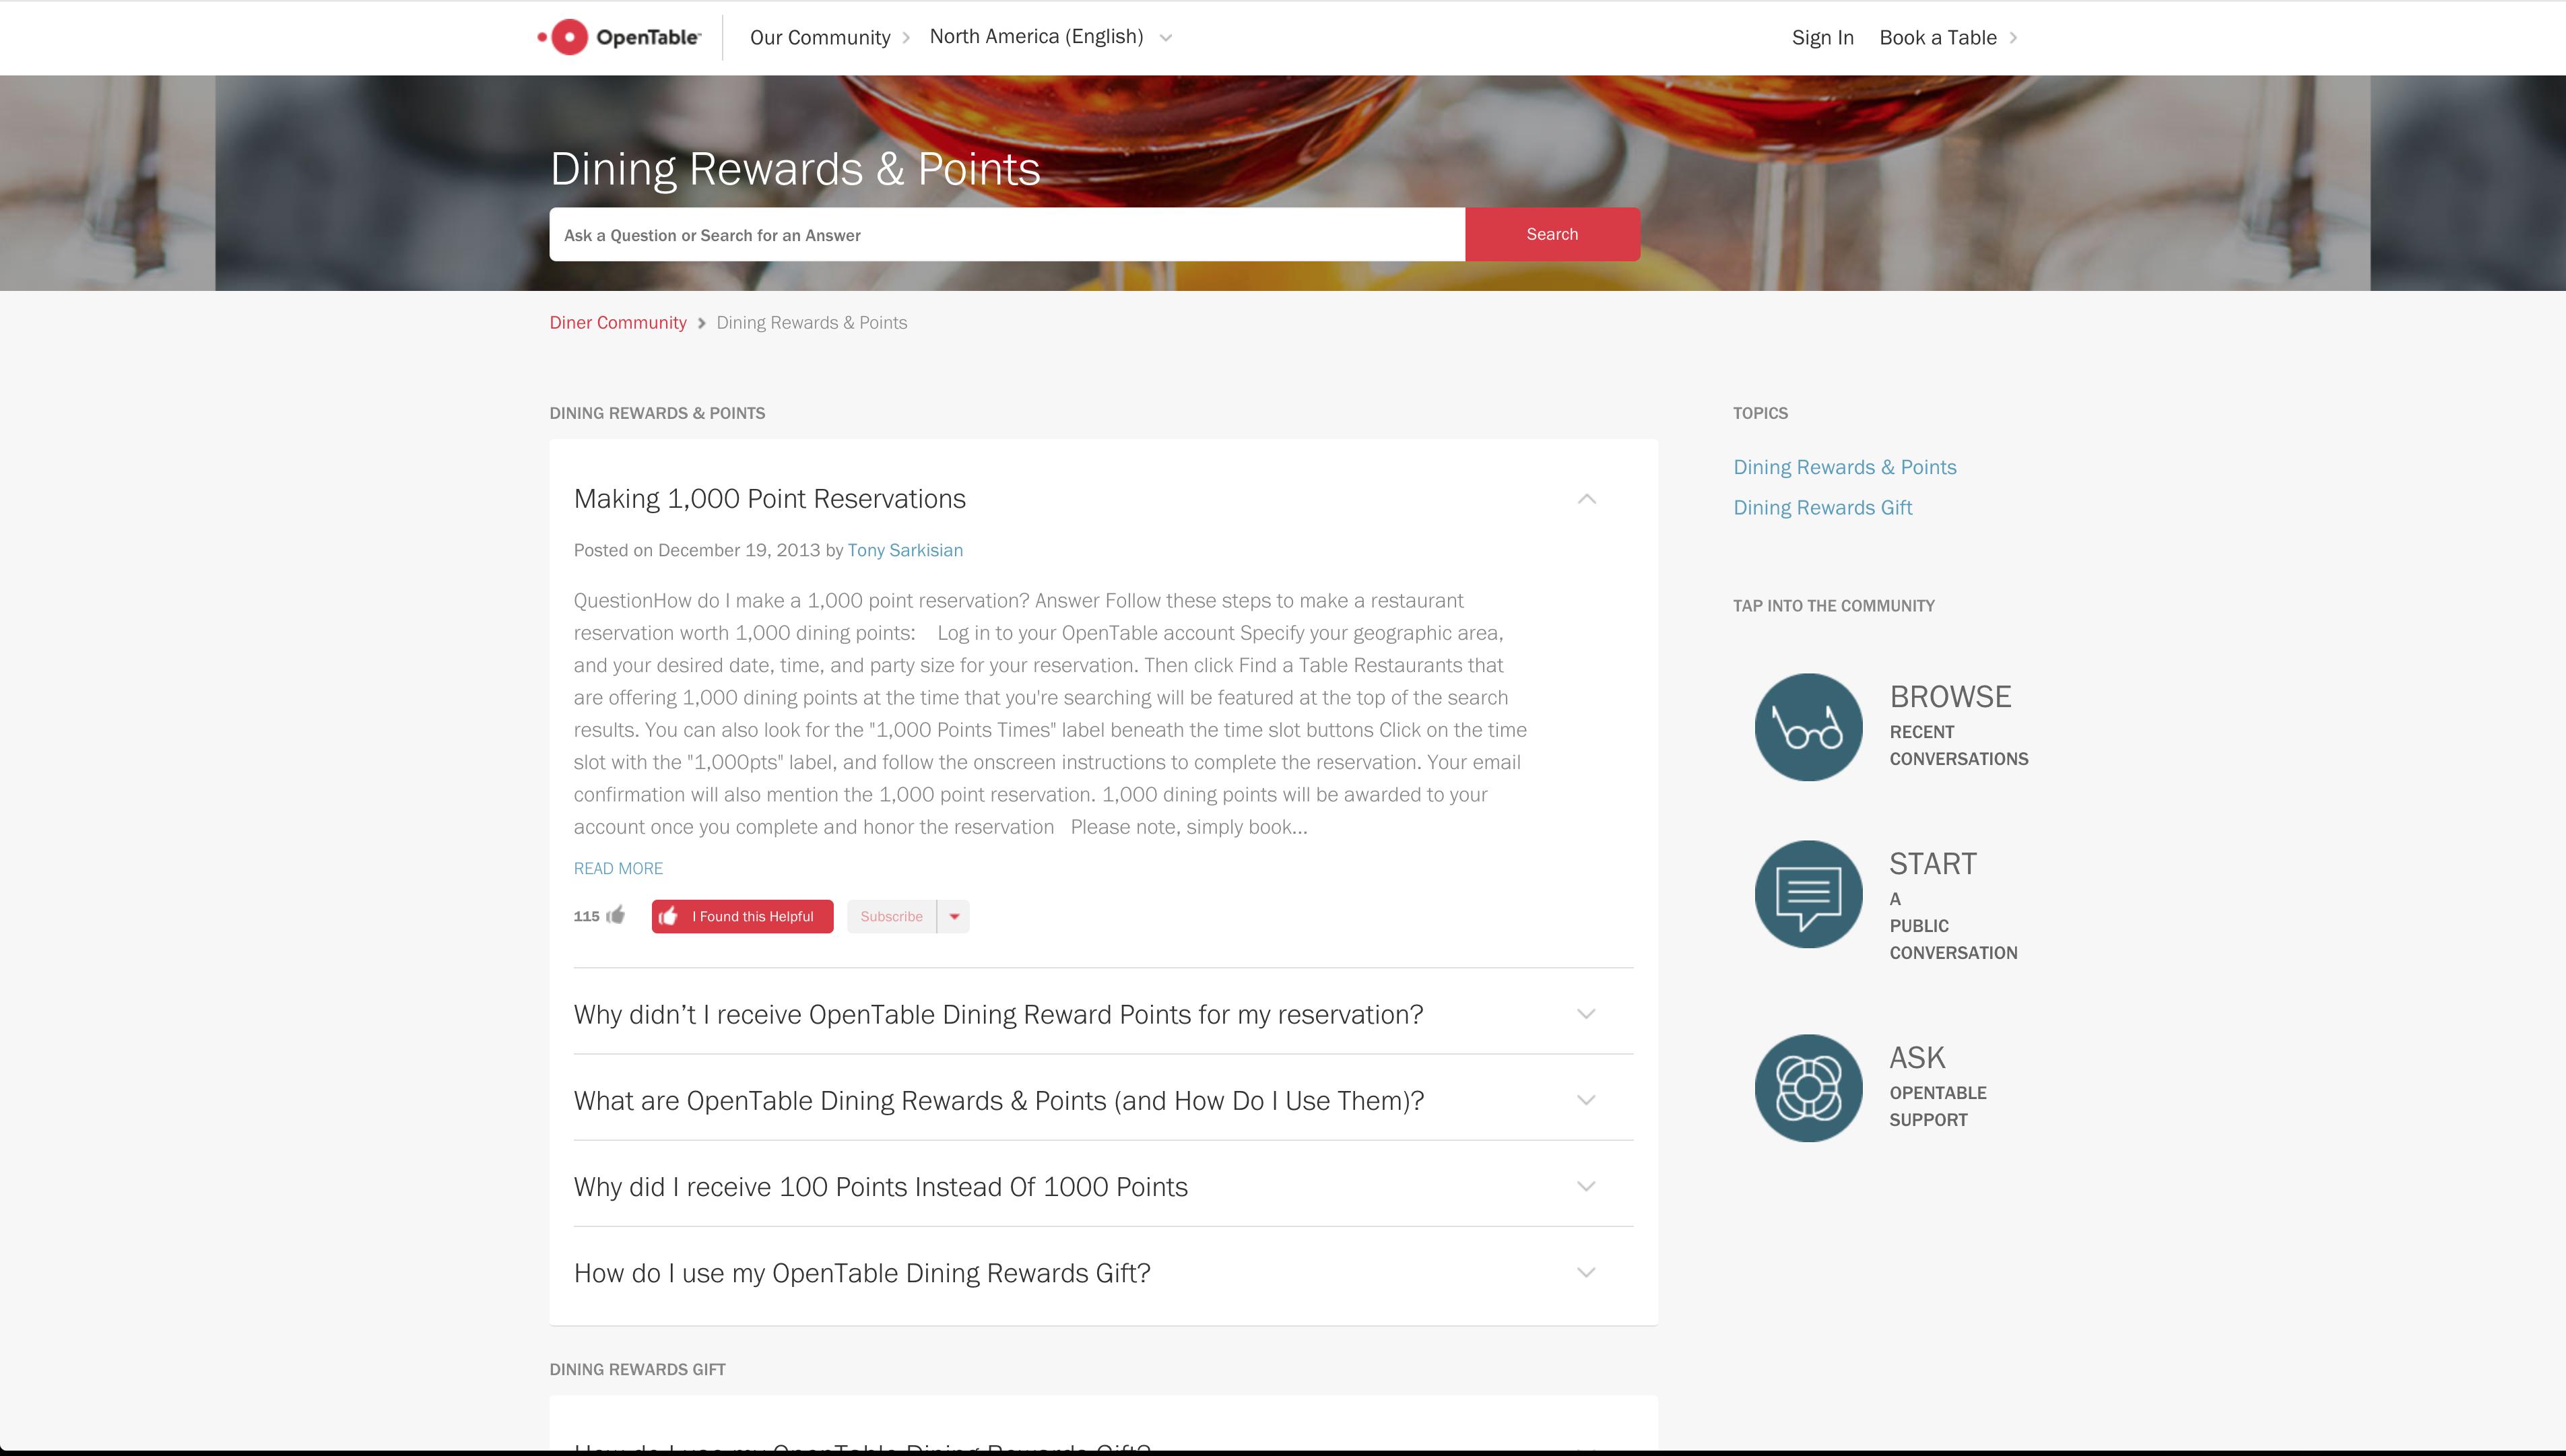 OpenTable
Our Community
North America (English)
Sign In
Book a Table
Dining Rewards & Points
Ask a Question or Search for an Answer
Search
Diner Community
Dining Rewards & Points
DINING REWARDS & POINTS
Making 1,000 Point Reservations
Posted on December 19, 2013 by Tony Sarkisian
QuestionHow do I make a 1,000 point reservation? Answer Follow these steps to make a restaurant
reservation worth 1,000 dining points: Log in to your OpenTable account Specify your geographic area,
and your desired date, time, and party size for your reservation. Then click Find a Table Restaurants that
are offering 1,000 dining points at the time that you're searching will be featured at the top of the search
results. You can also look for the "1,000 Points Times" label beneath the time slot buttons Click on the time
slot with the "1,000pts" label, and follow the onscreen instructions to complete the reservation. Your email
confirmation will also mention the 1,000 point reservation. 1,000 dining points will be awarded to your
account once you complete and honor the reservation Please note, simply book...
READ MORE
115
I Found this Helpful
Subscribe
Why didn’t I receive OpenTable Dining Reward Points for my reservation?
What are OpenTable Dining Rewards & Points (and How Do I Use Them)?
Why did I receive 100 Points Instead Of 1000 Points
How do I use my OpenTable Dining Rewards Gift?
DINING REWARDS GIFT
How do I use my OpenTable Dining Rewards Gift?
TOPICS
Dining Rewards & Points
Dining Rewards Gift
TAP INTO THE COMMUNITY
BROWSE
RECENT
CONVERSATIONS
START
A
PUBLIC
CONVERSATION
ASK
OPENTABLE
SUPPORT